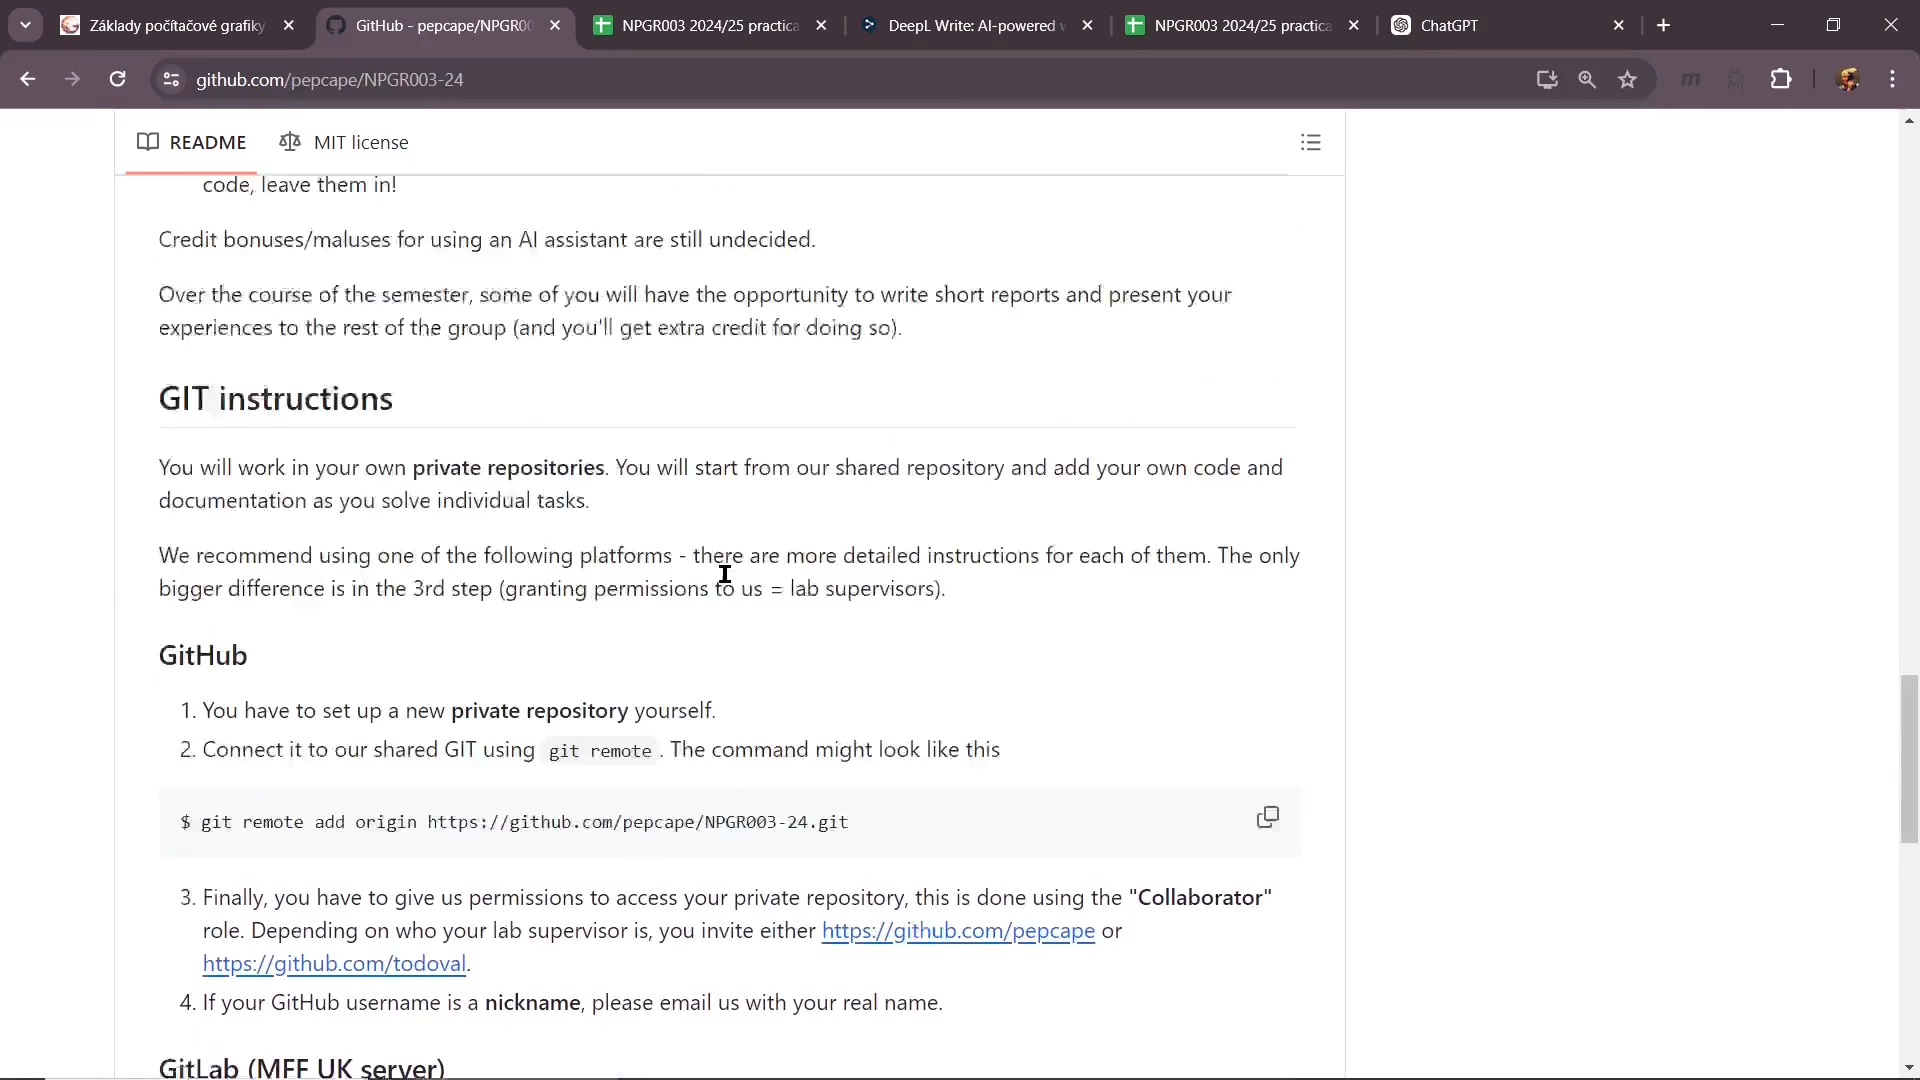 Základy počítačové grafiky
GitHub - pepcape/NPGR00
NPGR003 2024/25 practica
DeepL Write: AI-powered w
NPGR003 2024/25 practica
ChatGPT
github.com/pepcape/NPGR003-24
README
MIT license
code, leave them in!
Credit bonuses/maluses for using an AI assistant are still undecided.
Over the course of the semester, some of you will have the opportunity to write short reports and present your
experiences to the rest of the group (and you'll get extra credit for doing so).
GIT instructions
You will work in your own private repositories. You will start from our shared repository and add your own code and
documentation as you solve individual tasks.
We recommend using one of the following platforms - there are more detailed instructions for each of them. The only
bigger difference is in the 3rd step (granting permissions to us = lab supervisors).
GitHub
1. You have to set up a new private repository yourself.
2. Connect it to our shared GIT using git remote. The command might look like this
$ git remote add origin https://github.com/pepcape/NPGR003-24.git
3. Finally, you have to give us permissions to access your private repository, this is done using the "Collaborator"
role. Depending on who your lab supervisor is, you invite either https://github.com/pepcape or
https://github.com/todoval.
4. If your GitHub username is a nickname, please email us with your real name.
GitLab (MFF UK server)